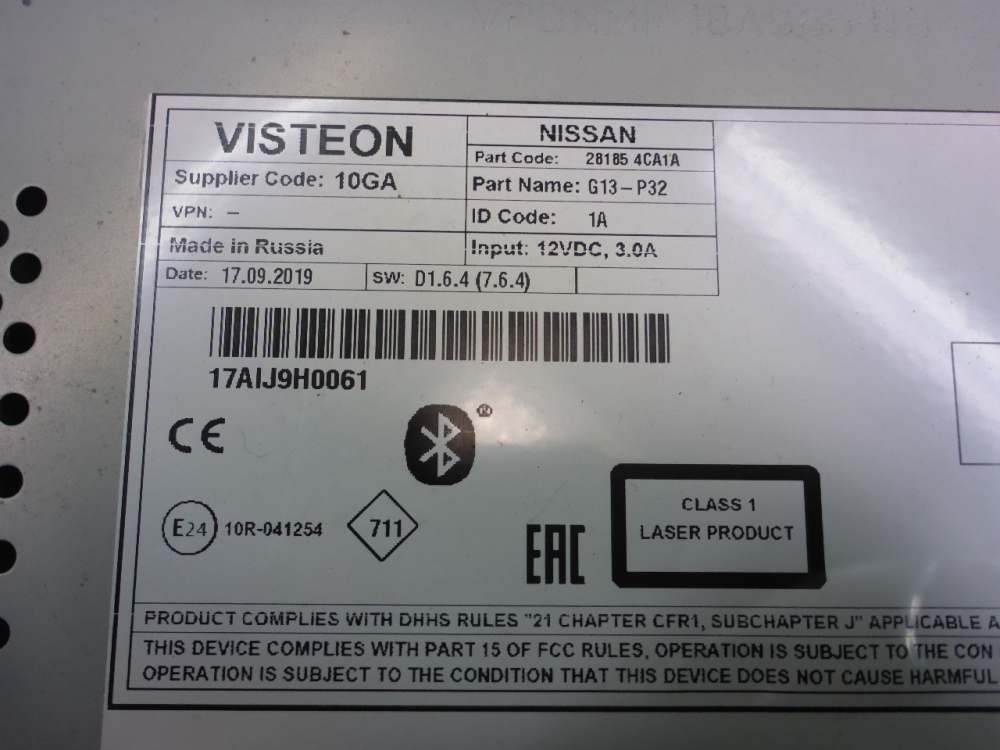 VISTEON
Supplier Code: 10GA
VPN: –
Made in Russia
NISSAN
Part Code: 28185 4CA1A
Part Name: G13-P32
ID Code: 1A
Input: 12VDC, 3.0A
Date: 17.09.2019
SW: D1.6.4 (7.6.4)
17AIJ9H0061
CE
®
E24 10R-041254
711
EAC
CLASS 1
LASER PRODUCT
PRODUCT COMPLIES WITH DHHS RULES "21 CHAPTER CFR1, SUBCHAPTER J" APPLICABLE A
THIS DEVICE COMPLIES WITH PART 15 OF FCC RULES, OPERATION IS SUBJECT TO THE CON
OPERATION IS SUBJECT TO THE CONDITION THAT THIS DEVICE DOES NOT CAUSE HARMFUL